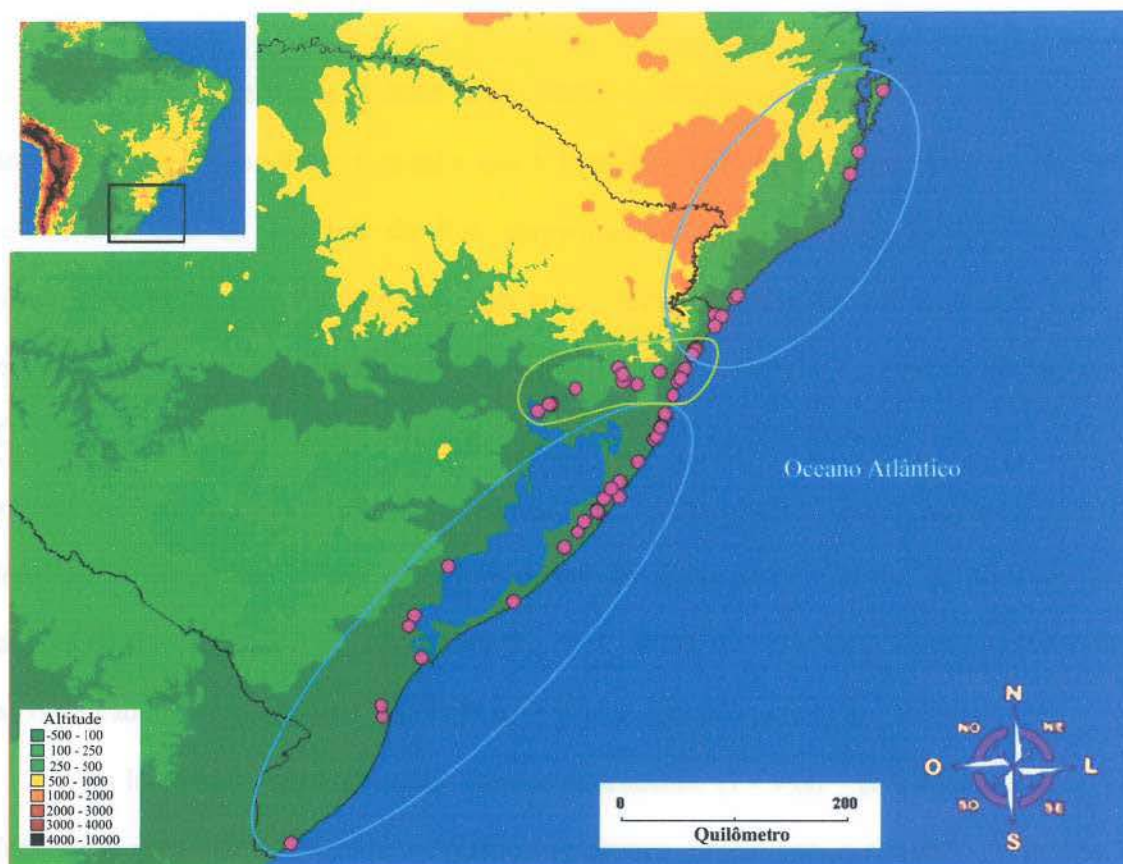 Oceano Atlântico
Altitude
-500 - 100
100 - 250
250 - 500
500 - 1000
1000 - 2000
2000 - 3000
3000 - 4000
4000 - 10000
0 200
Quilômetro
N
NO NE
O L
SO SE
S